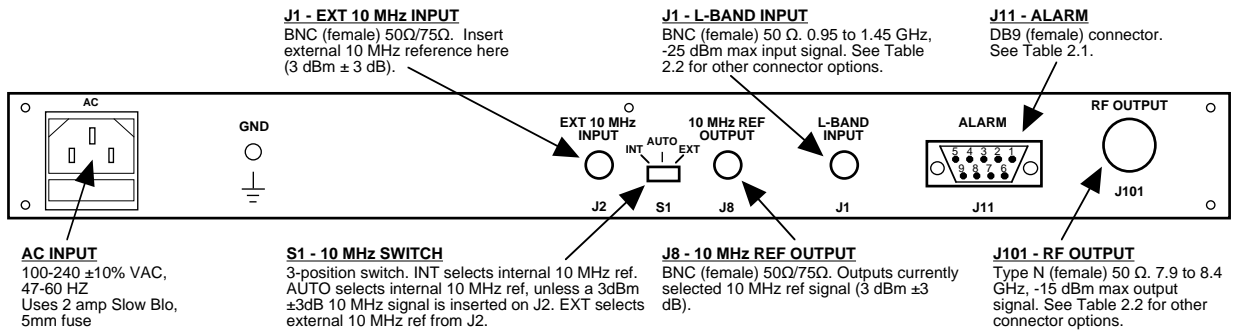 J1 - EXT 10 MHz INPUT
BNC (female) 50Ω/75Ω. Insert
external 10 MHz reference here
(3 dBm ± 3 dB).
J1 - L-BAND INPUT
BNC (female) 50 Ω. 0.95 to 1.45 GHz,
-25 dBm max input signal. See Table
2.2 for other connector options.
J11 - ALARM
DB9 (female) connector.
See Table 2.1.
AC
GND
EXT 10 MHz
INPUT
INT
AUTO
EXT
10 MHz REF
OUTPUT
L-BAND
INPUT
ALARM
5 4 3 2 1
9 8 7 6
RF OUTPUT
J2
S1
J8
J1
J11
J101
AC INPUT
100-240 ±10% VAC,
47-60 HZ
Uses 2 amp Slow Blo,
5mm fuse
S1 - 10 MHz SWITCH
3-position switch. INT selects internal 10 MHz ref.
AUTO selects internal 10 MHz ref, unless a 3dBm
±3dB 10 MHz signal is inserted on J2. EXT selects
external 10 MHz ref from J2.
J8 - 10 MHz REF OUTPUT
BNC (female) 50Ω/75Ω. Outputs currently
selected 10 MHz ref signal (3 dBm ±3
dB).
J101 - RF OUTPUT
Type N (female) 50 Ω. 7.9 to 8.4
GHz, -15 dBm max output
signal. See Table 2.2 for other
connector options.